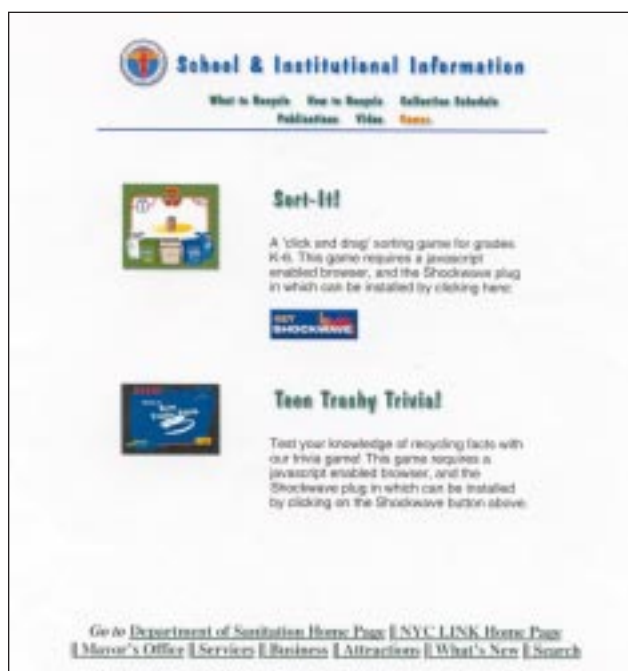 School & Institutional Information
What to Recycle How to Recycle Collection Schedule
Publications Video Games
Sort-It!
A 'click and drag' sorting game for grades
K-6. This game requires a javascript
enabled browser, and the Shockwave plug
in which can be installed by clicking here:
GET
SHOCKWAVE
Teen Trashy Trivia!
Test your knowledge of recycling facts with
our trivia game! This game requires a
javascript enabled browser, and the
Shockwave plug in which can be installed
by clicking on the Shockwave button above.
Go to Department of Sanitation Home Page || NYC LINK Home Page
|| Mayor's Office || Services || Business || Attractions || What's New || Search